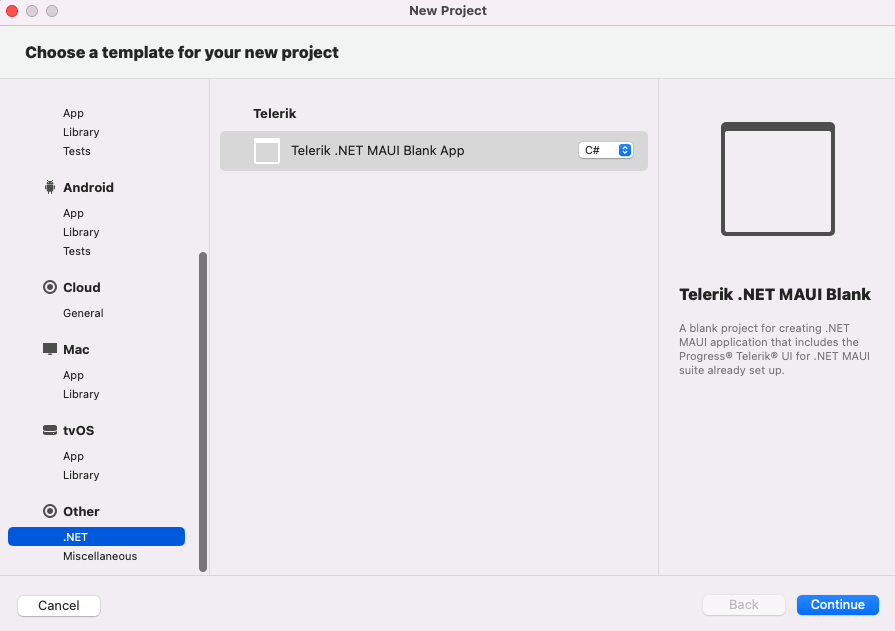 New Project
Choose a template for your new project
App
Library
Tests
Android
App
Library
Tests
Cloud
General
Mac
App
Library
tvOS
App
Library
Other
.NET
Miscellaneous
Telerik
Telerik .NET MAUI Blank App
C#
Telerik .NET MAUI Blank
A blank project for creating .NET
MAUI application that includes the
Progress® Telerik® UI for .NET MAUI
suite already set up.
Cancel
Back
Continue